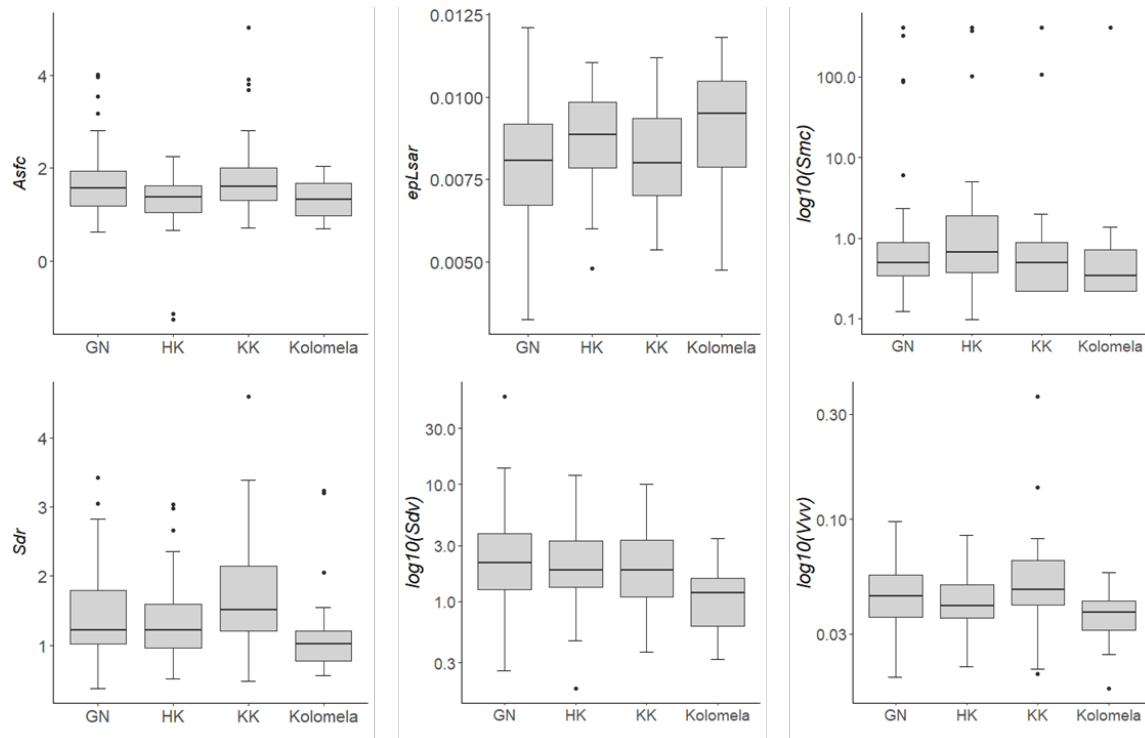 Asfc
4
2
0
GN HK KK Kolomela
epLsar
0.0125
0.0100
0.0075
0.0050
GN HK KK Kolomela
log10(Smc)
100.0
10.0
1.0
0.1
GN HK KK Kolomela
Sdr
4
3
2
1
GN HK KK Kolomela
log10(Sdv)
30.0
10.0
3.0
1.0
0.3
GN HK KK Kolomela
log10(Vvv)
0.30
0.10
0.03
GN HK KK Kolomela